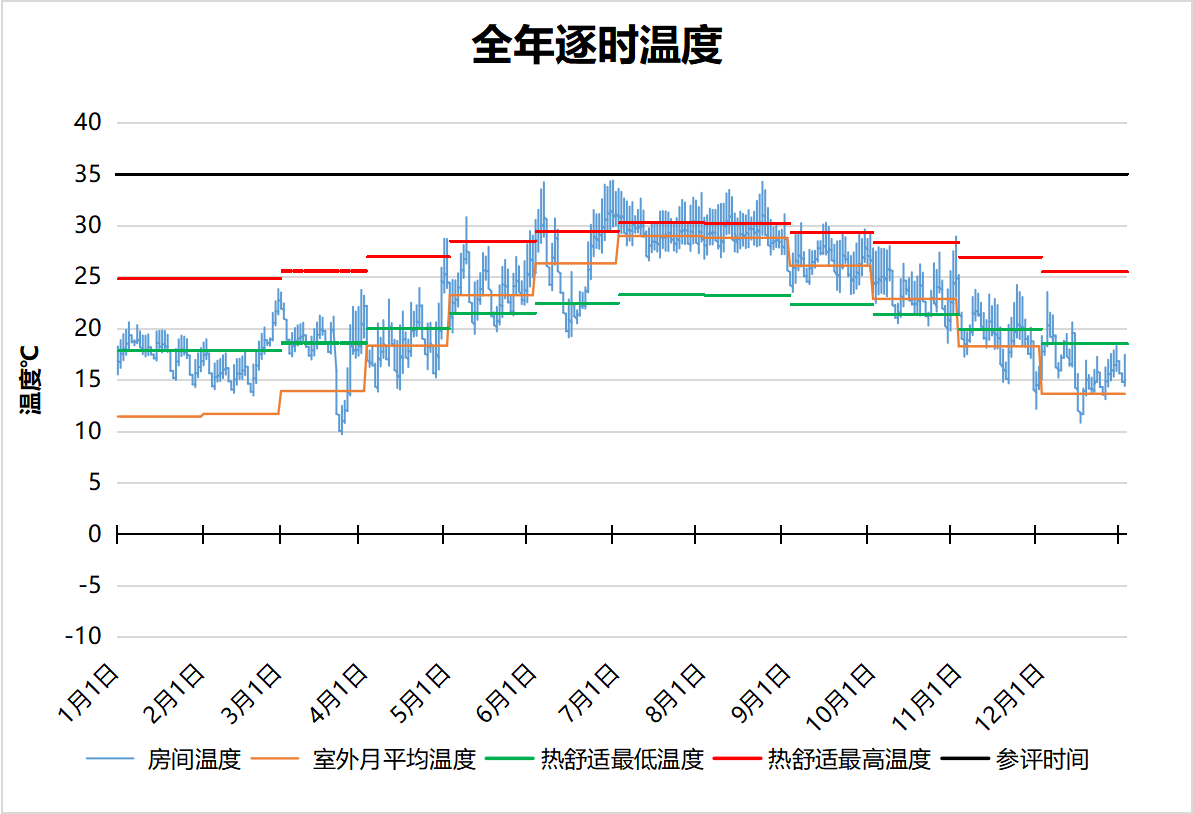 全年逐时温度
40
35
30
25
20
15
10
5
0
-5
-10
温度℃
1月1日
2月1日
3月1日
4月1日
5月1日
6月1日
7月1日
8月1日
9月1日
10月1日
11月1日
12月1日
房间温度 室外月平均温度 热舒适最低温度 热舒适最高温度 参评时间